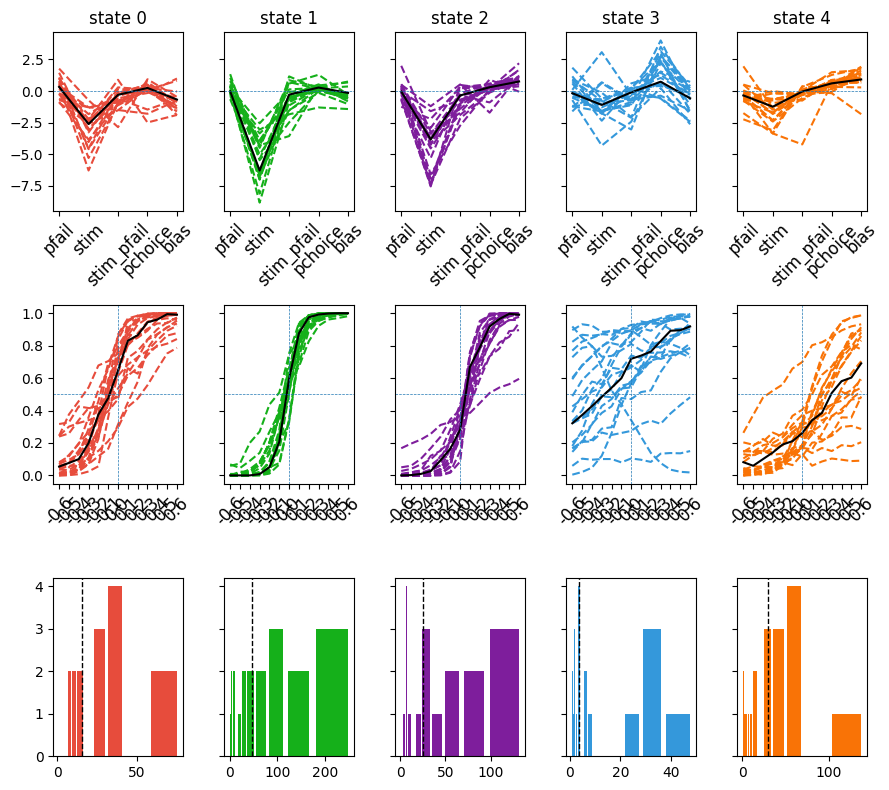 state 0
state 1
state 2
state 3
state 4
2.5
0.0
-2.5
-5.0
-7.5
pfail stim stim_pfail pchoice bias
pfail stim stim_pfail pchoice bias
pfail stim stim_pfail pchoice bias
pfail stim stim_pfail pchoice bias
pfail stim stim_pfail pchoice bias
1.0
0.8
0.6
0.4
0.2
0.0
4
3
2
1
0
0 50
0 100 200
0 50 100
0 20 40
0 100